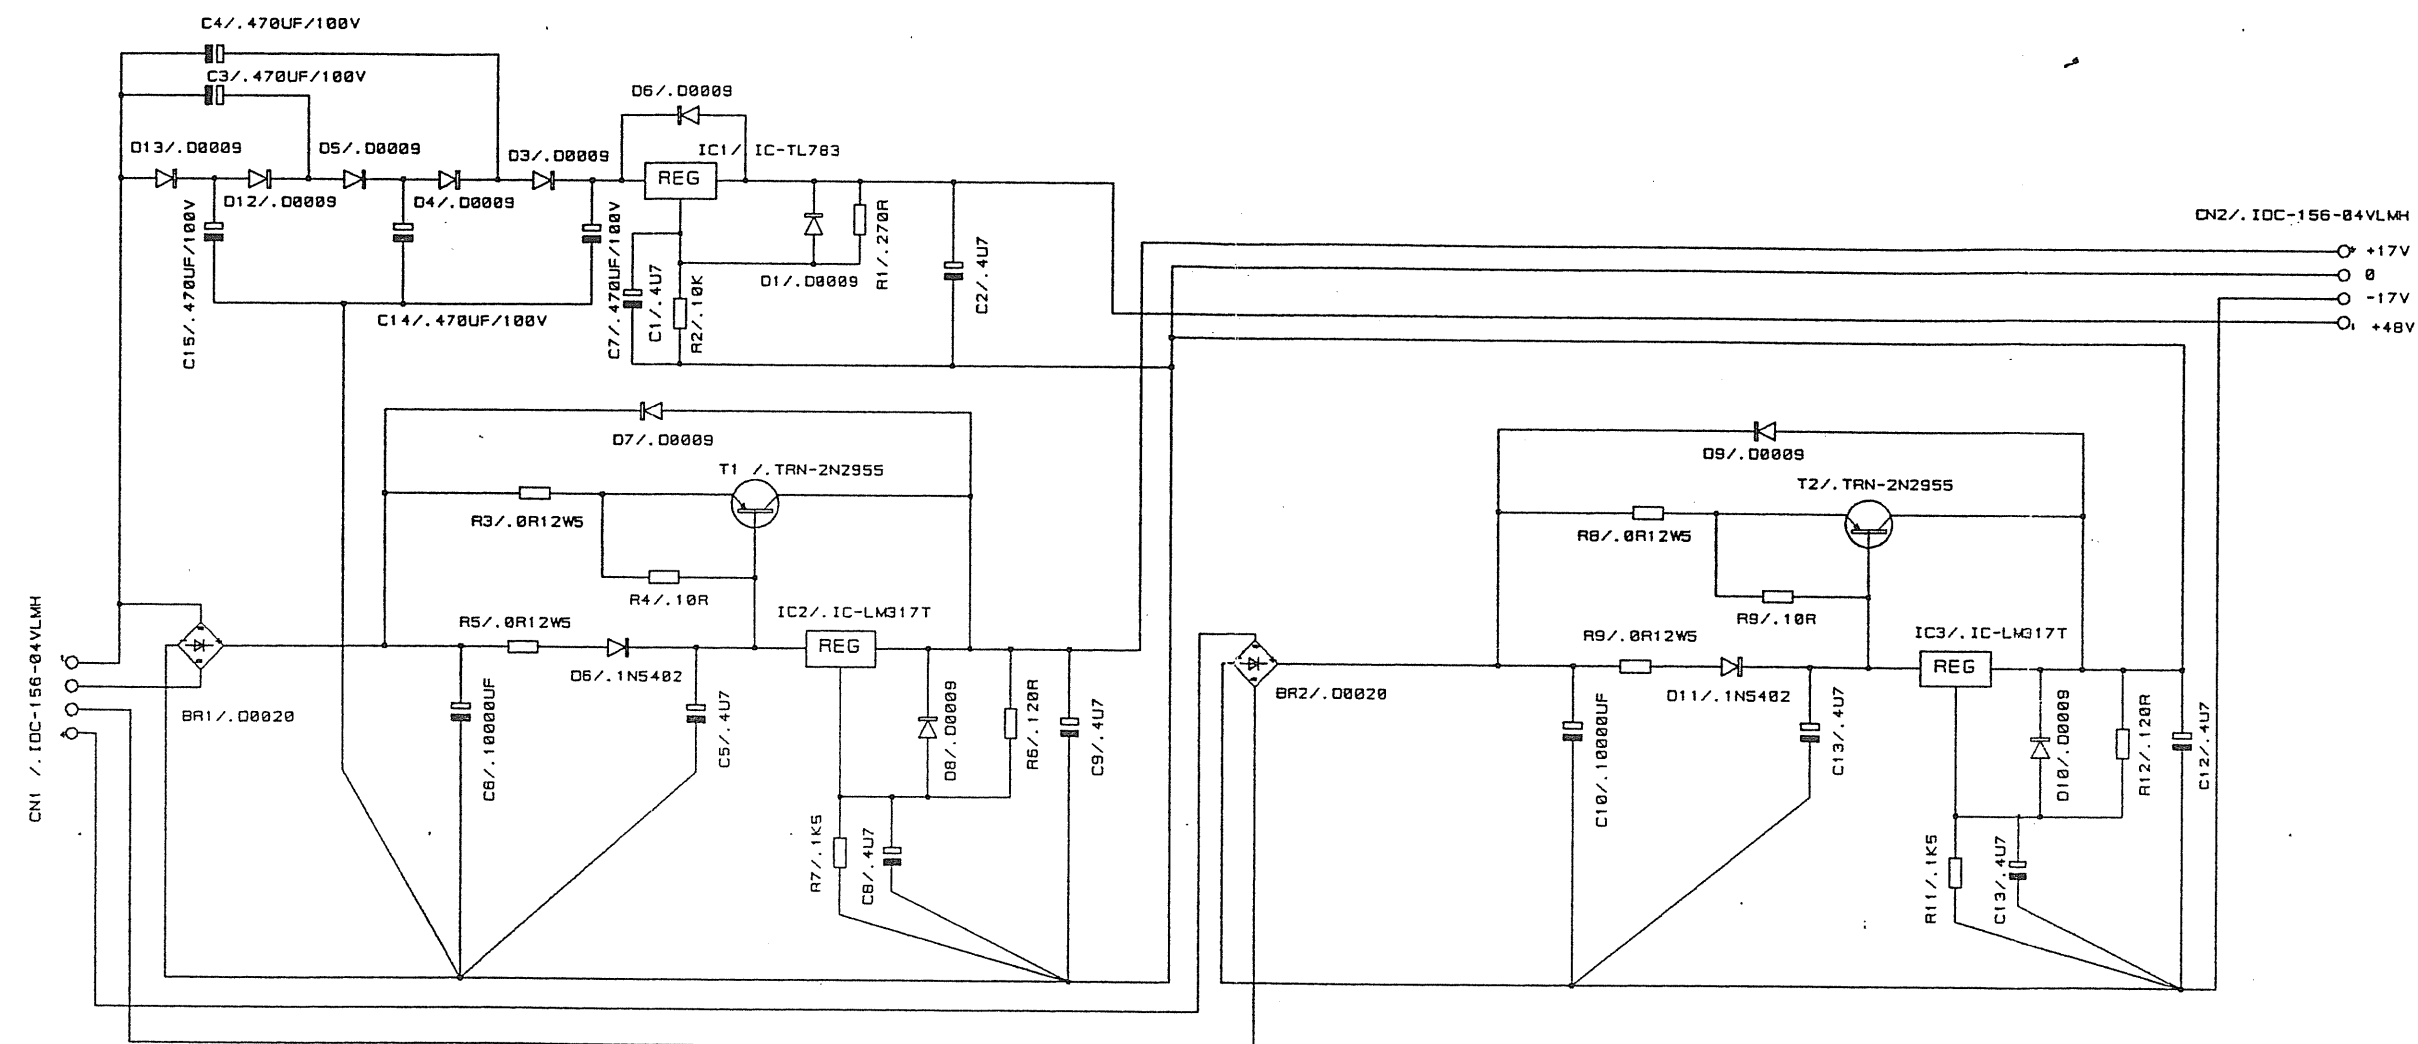 C4/.470UF/100V
C3/.470UF/100V
D6/.D0009
D13/.D0009
D5/.D0009
D3/.D0009
IC1/.IC-TL783
REG
D12/.D0009
D4/.D0009
C15/.470UF/100V
C14/.470UF/100V
C7/.470UF/100V
C1/.4U7
R2/.10K
D1/.D0009
R1/.270R
C2/.4U7
CN2/.IDC-156-04VLMH
+17V
0
-17V
+48V
D7/.D0009
T1 /.TRN-2N2955
R3/.0R12W5
R4/.10R
R5/.0R12W5
D6/.1N5402
IC2/.IC-LM317T
REG
CN1 /.IDC-156-04VLMH
BR1/.D0020
C6/.10000UF
C5/.4U7
D8/.D0009
R6/.120R
C9/.4U7
R7/.1K5
C8/.4U7
D9/.D0009
T2/.TRN-2N2955
R8/.0R12W5
R9/.10R
R9/.0R12W5
D11/.1N5402
IC3/.IC-LM317T
REG
BR2/.D0020
C10/.10000UF
C13/.4U7
D10/.D0009
R12/.120R
C12/.4U7
R11/.1K5
C13/.4U7